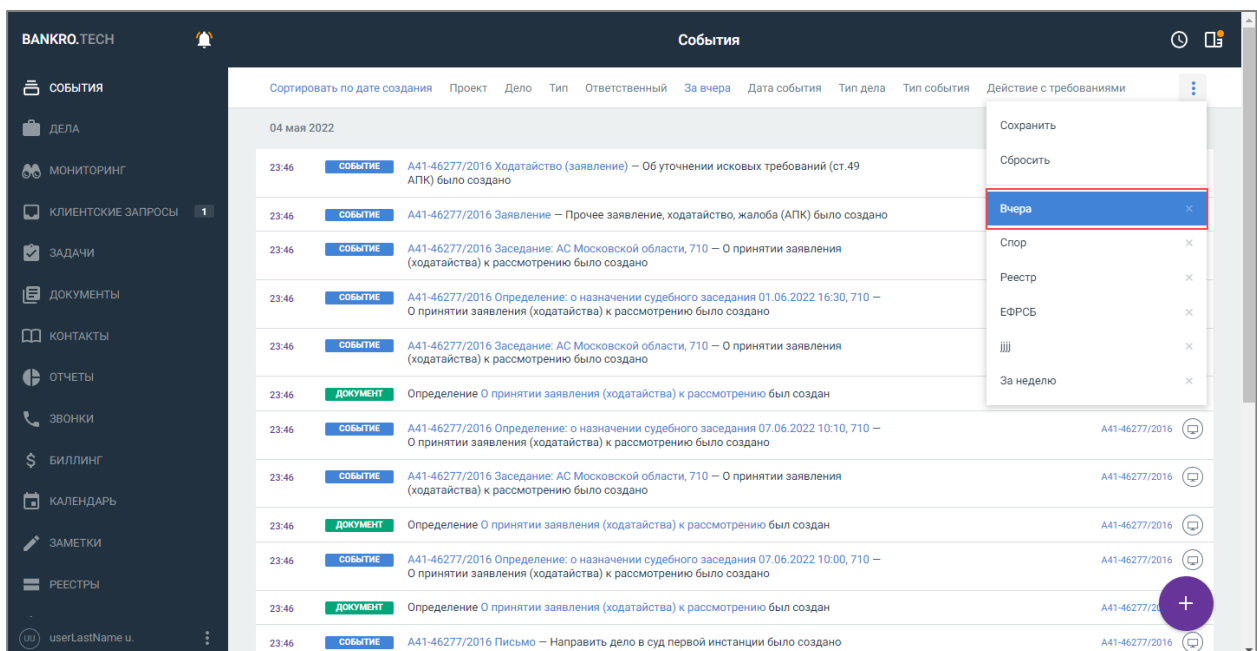 BANKRO.TECH
События
СОБЫТИЯ
ДЕЛА
МОНИТОРИНГ
КЛИЕНТСКИЕ ЗАПРОСЫ 1
ЗАДАЧИ
ДОКУМЕНТЫ
КОНТАКТЫ
ОТЧЕТЫ
ЗВОНКИ
БИЛЛИНГ
КАЛЕНДАРЬ
ЗАМЕТКИ
РЕЕСТРЫ
UU userLastName u.
Сортировать по дате создания Проект Дело Тип Ответственный За вчера Дата события Тип дела Тип события Действие с требованиями
Сохранить
Сбросить
Вчера ×
Спор ×
Реестр ×
ЕФРСБ ×
jjjj ×
За неделю ×
04 мая 2022
23:46 СОБЫТИЕ А41-46277/2016 Ходатайство (заявление) — Об уточнении исковых требований (ст.49
АПК) было создано
23:46 СОБЫТИЕ А41-46277/2016 Заявление — Прочее заявление, ходатайство, жалоба (АПК) было создано
23:46 СОБЫТИЕ А41-46277/2016 Заседание: АС Московской области, 710 — О принятии заявления
(ходатайства) к рассмотрению было создано
23:46 СОБЫТИЕ А41-46277/2016 Определение: о назначении судебного заседания 01.06.2022 16:30, 710 —
О принятии заявления (ходатайства) к рассмотрению было создано
23:46 СОБЫТИЕ А41-46277/2016 Заседание: АС Московской области, 710 — О принятии заявления
(ходатайства) к рассмотрению было создано
23:46 ДОКУМЕНТ Определение О принятии заявления (ходатайства) к рассмотрению был создан
23:46 СОБЫТИЕ А41-46277/2016 Определение: о назначении судебного заседания 07.06.2022 10:10, 710 — А41-46277/2016
О принятии заявления (ходатайства) к рассмотрению было создано
23:46 СОБЫТИЕ А41-46277/2016 Заседание: АС Московской области, 710 — О принятии заявления А41-46277/2016
(ходатайства) к рассмотрению было создано
23:46 ДОКУМЕНТ Определение О принятии заявления (ходатайства) к рассмотрению был создан А41-46277/2016
23:46 СОБЫТИЕ А41-46277/2016 Определение: о назначении судебного заседания 07.06.2022 10:00, 710 — А41-46277/2016
О принятии заявления (ходатайства) к рассмотрению было создано
23:46 ДОКУМЕНТ Определение О принятии заявления (ходатайства) к рассмотрению был создан А41-46277/20
23:46 СОБЫТИЕ А41-46277/2016 Письмо — Направить дело в суд первой инстанции было создано А41-46277/2016